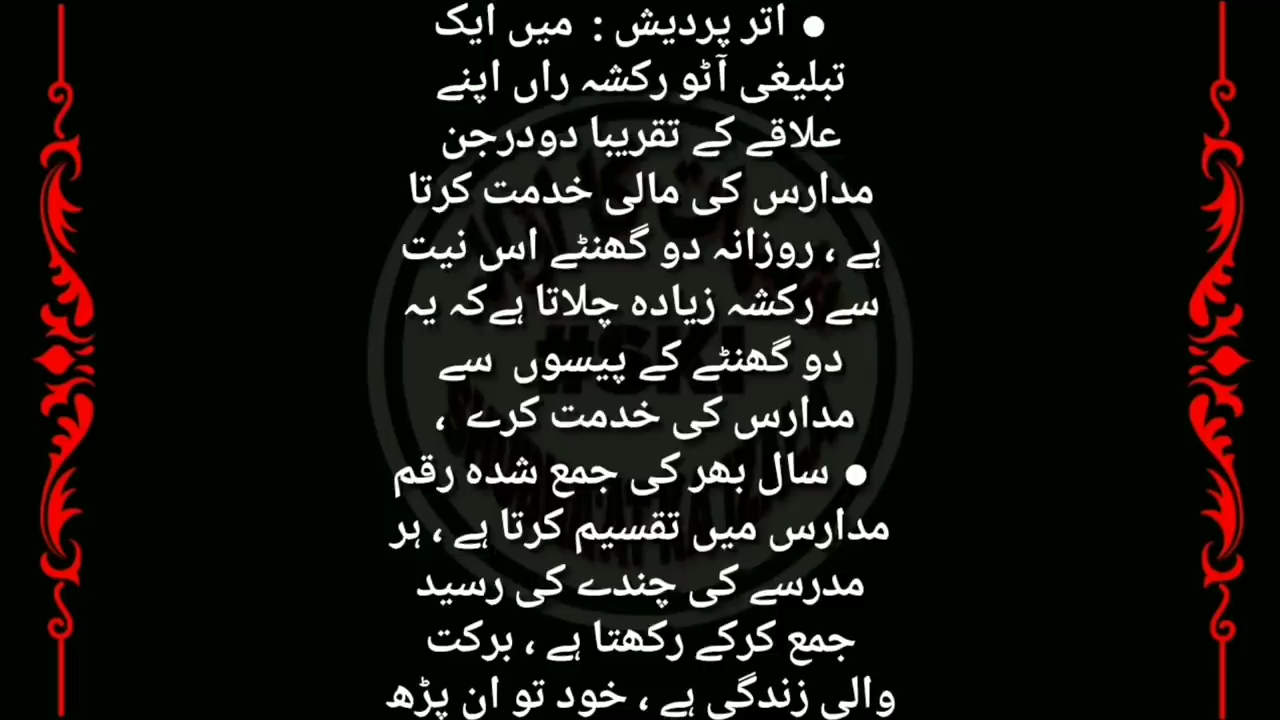 ● اتر پردیش : میں ایک
تبلیغی آٹو رکشہ راں اپنے
علاقے کے تقریبا دودرجن
مدارس کی مالی خدمت کرتا
ہے ، روزانہ دو گھنٹے اس نیت
سے رکشہ زیادہ چلاتا ہےکہ یہ
دو گھنٹے کے پیسوں سے
مدارس کی خدمت کرے ،
● سال بھر کی جمع شدہ رقم
مدارس میں تقسیم کرتا ہے ، ہر
مدرسے کی چندے کی رسید
جمع کرکے رکھتا ہے ، برکت
والی زندگی ہے ، خود تو ان پڑھ
#SKI